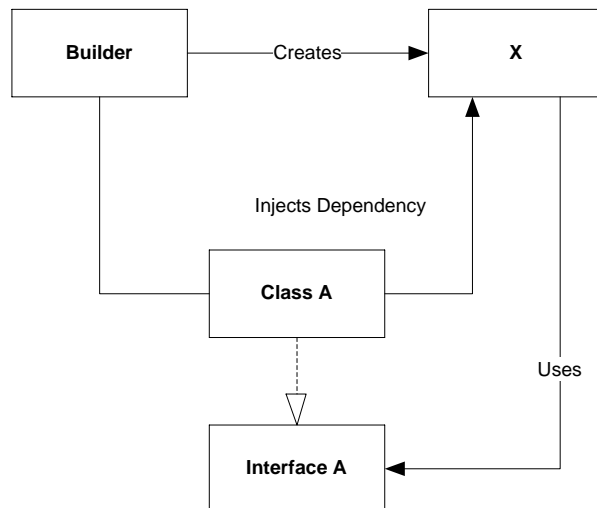 Builder
Creates
X
Injects Dependency
Class A
Uses
Interface A